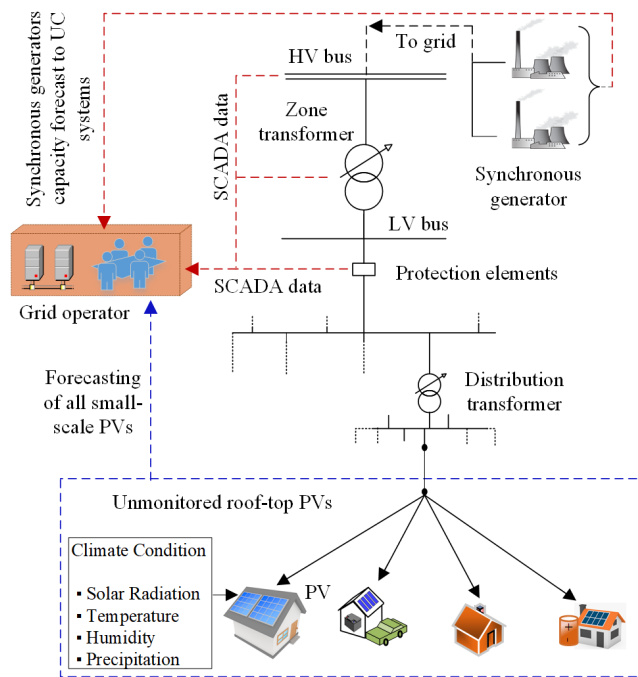 To grid
HV bus
Zone
transformer
Synchronous generators
capacity forecast to UC
systems
SCADA data
Synchronous
generator
LV bus
Protection elements
SCADA data
Grid operator
Forecasting
of all small-
scale PVs
Distribution
transformer
Unmonitored roof-top PVs
Climate Condition
▪ Solar Radiation
▪ Temperature
▪ Humidity
▪ Precipitation
PV